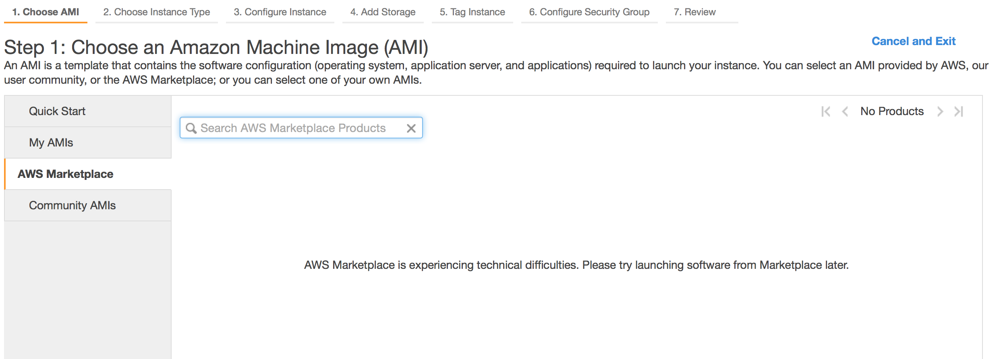 1. Choose AMI 2. Choose Instance Type 3. Configure Instance 4. Add Storage 5. Tag Instance 6. Configure Security Group 7. Review
Step 1: Choose an Amazon Machine Image (AMI)
Cancel and Exit
An AMI is a template that contains the software configuration (operating system, application server, and applications) required to launch your instance. You can select an AMI provided by AWS, our
user community, or the AWS Marketplace; or you can select one of your own AMIs.
Quick Start
My AMIs
AWS Marketplace
Community AMIs
Search AWS Marketplace Products
No Products
AWS Marketplace is experiencing technical difficulties. Please try launching software from Marketplace later.